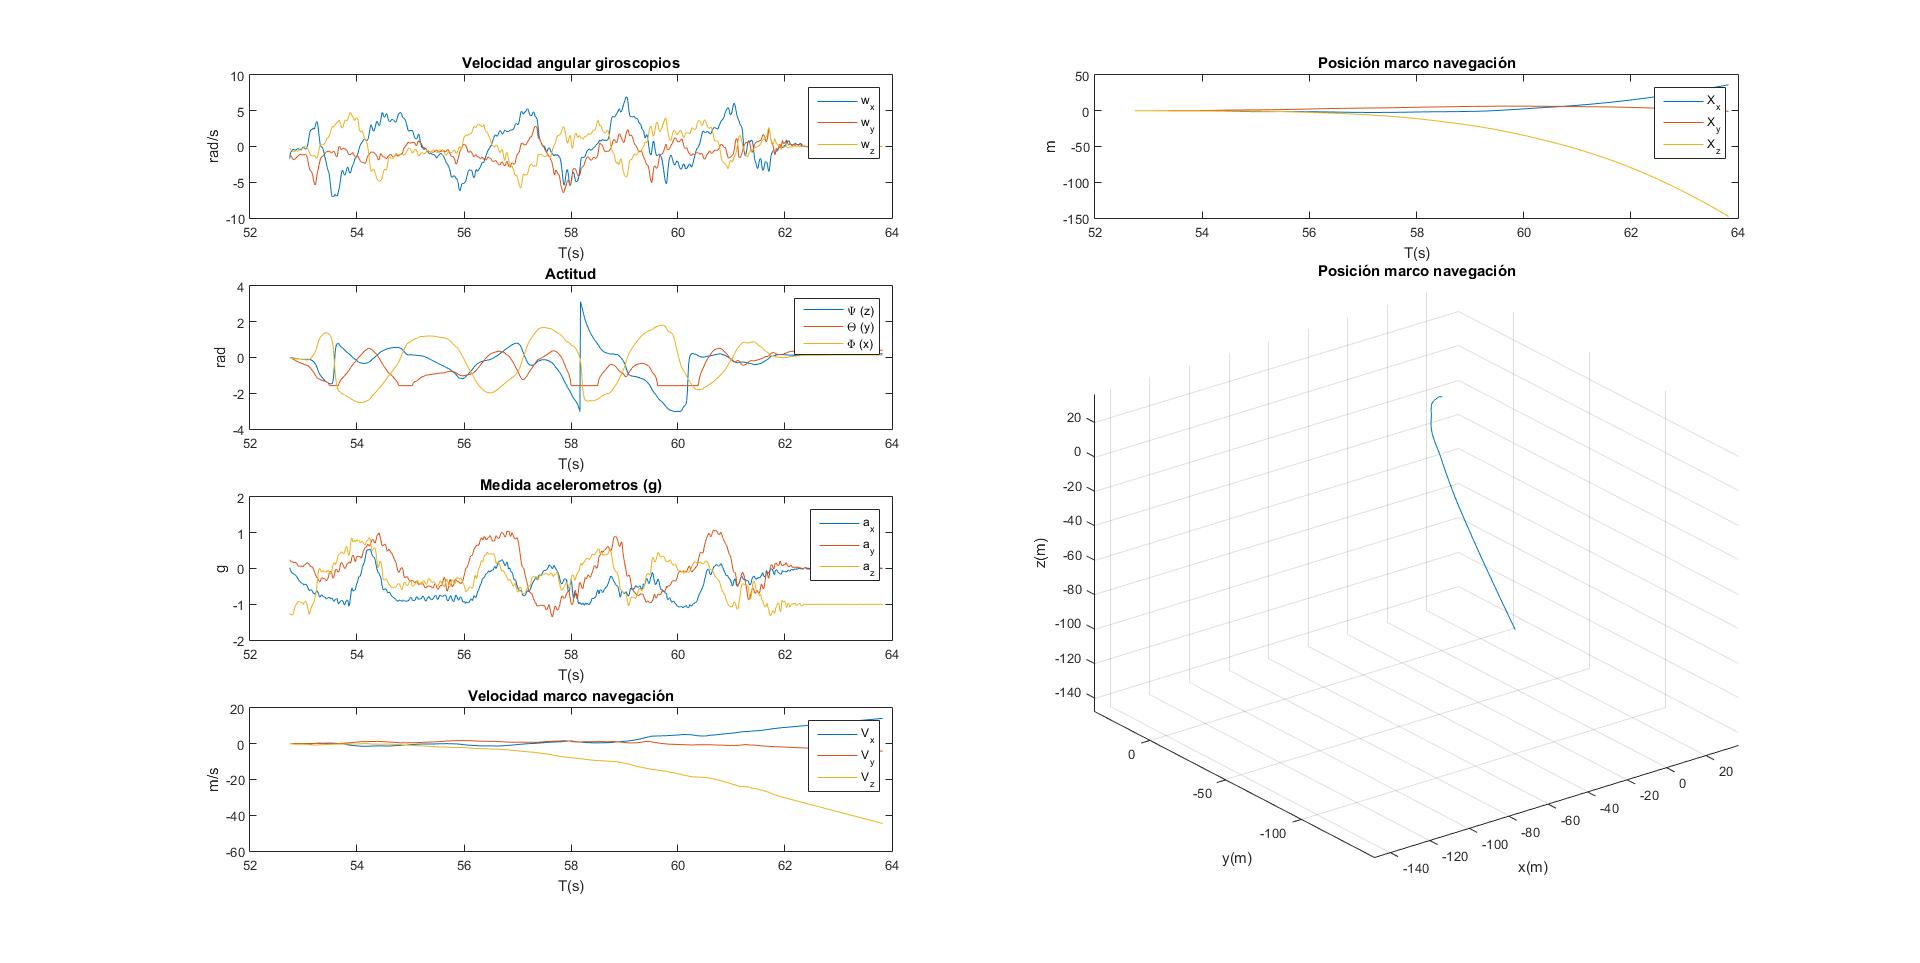 Velocidad angular giroscopios
10
5
0
-5
-10
rad/s
52 54 56 58 60 62 64
T(s)
w_x
w_y
w_z
Actitud
4
2
0
-2
-4
rad
52 54 56 58 60 62 64
T(s)
Ψ (z)
Θ (y)
Φ (x)
Medida acelerometros (g)
2
1
0
-1
-2
g
52 54 56 58 60 62 64
T(s)
a_x
a_y
a_z
Velocidad marco navegación
20
0
-20
-40
-60
m/s
52 54 56 58 60 62 64
T(s)
V_x
V_y
V_z
Posición marco navegación
50
0
-50
-100
-150
m
52 54 56 58 60 62 64
T(s)
X_x
X_y
X_z
Posición marco navegación
20
0
-20
-40
-60
-80
-100
-120
-140
z(m)
0
-50
-100
y(m)
-140 -120 -100 -80 -60 -40 -20 0 20
x(m)